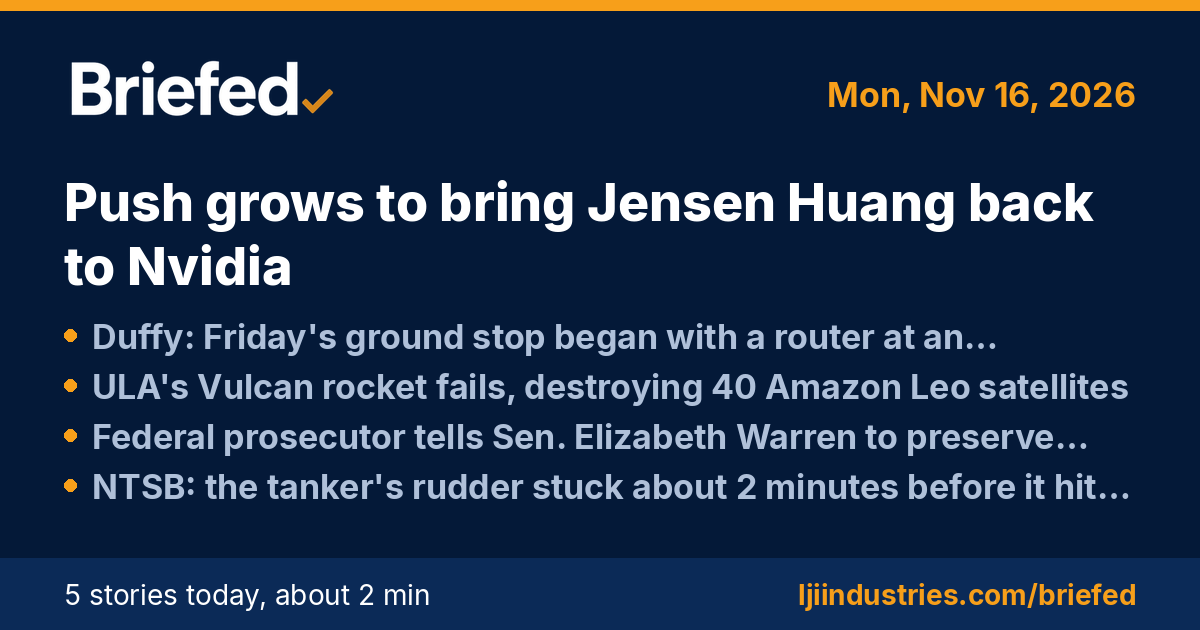 Briefed
Mon, Nov 16, 2026
Push grows to bring Jensen Huang back
to Nvidia
Duffy: Friday's ground stop began with a router at an...
ULA's Vulcan rocket fails, destroying 40 Amazon Leo satellites
Federal prosecutor tells Sen. Elizabeth Warren to preserve...
NTSB: the tanker's rudder stuck about 2 minutes before it hit...
5 stories today, about 2 min
ljiindustries.com/briefed